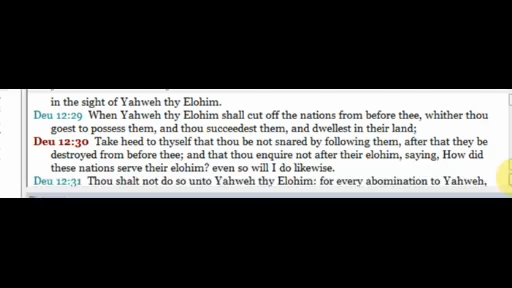 in the sight of Yahweh thy Elohim.
Deu 12:29 When Yahweh thy Elohim shall cut off the nations from before thee, whither thou
goest to possess them, and thou succeedest them, and dwellest in their land;
Deu 12:30 Take heed to thyself that thou be not snared by following them, after that they be
destroyed from before thee; and that thou enquire not after their elohim, saying, How did
these nations serve their elohim? even so will I do likewise.
Deu 12:31 Thou shalt not do so unto Yahweh thy Elohim: for every abomination to Yahweh,